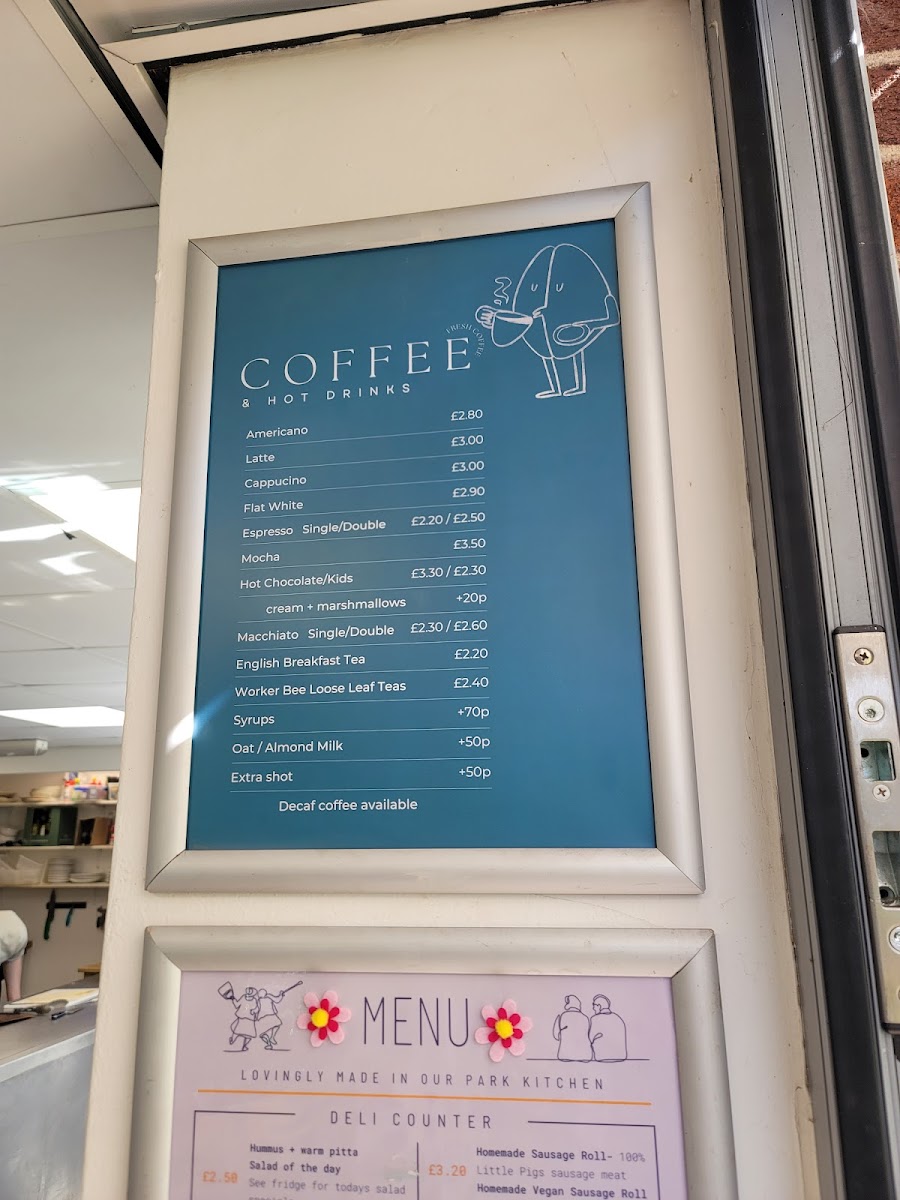 FRESH COFFEE
COFFEE
& HOT DRINKS
Americano £2.80
Latte £3.00
Cappucino £3.00
Flat White £2.90
Espresso Single/Double £2.20 / £2.50
Mocha £3.50
Hot Chocolate/Kids £3.30 / £2.30
cream + marshmallows +20p
Macchiato Single/Double £2.30 / £2.60
English Breakfast Tea £2.20
Worker Bee Loose Leaf Teas £2.40
Syrups +70p
Oat / Almond Milk +50p
Extra shot +50p
Decaf coffee available
MENU
LOVINGLY MADE IN OUR PARK KITCHEN
DELI COUNTER
Hummus + warm pitta
Salad of the day
£2.50 See fridge for todays salad
Homemade Sausage Roll- 100%
£3.20 Little Pigs sausage meat
Homemade Vegan Sausage Roll